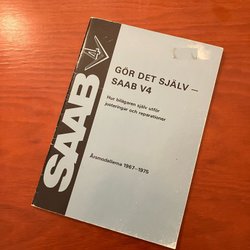 SAAB
GÖR DET SJÄLV –
SAAB V4
Hur bilägaren själv utför
justeringar och reparationer
Årsmodellerna 1967–1975